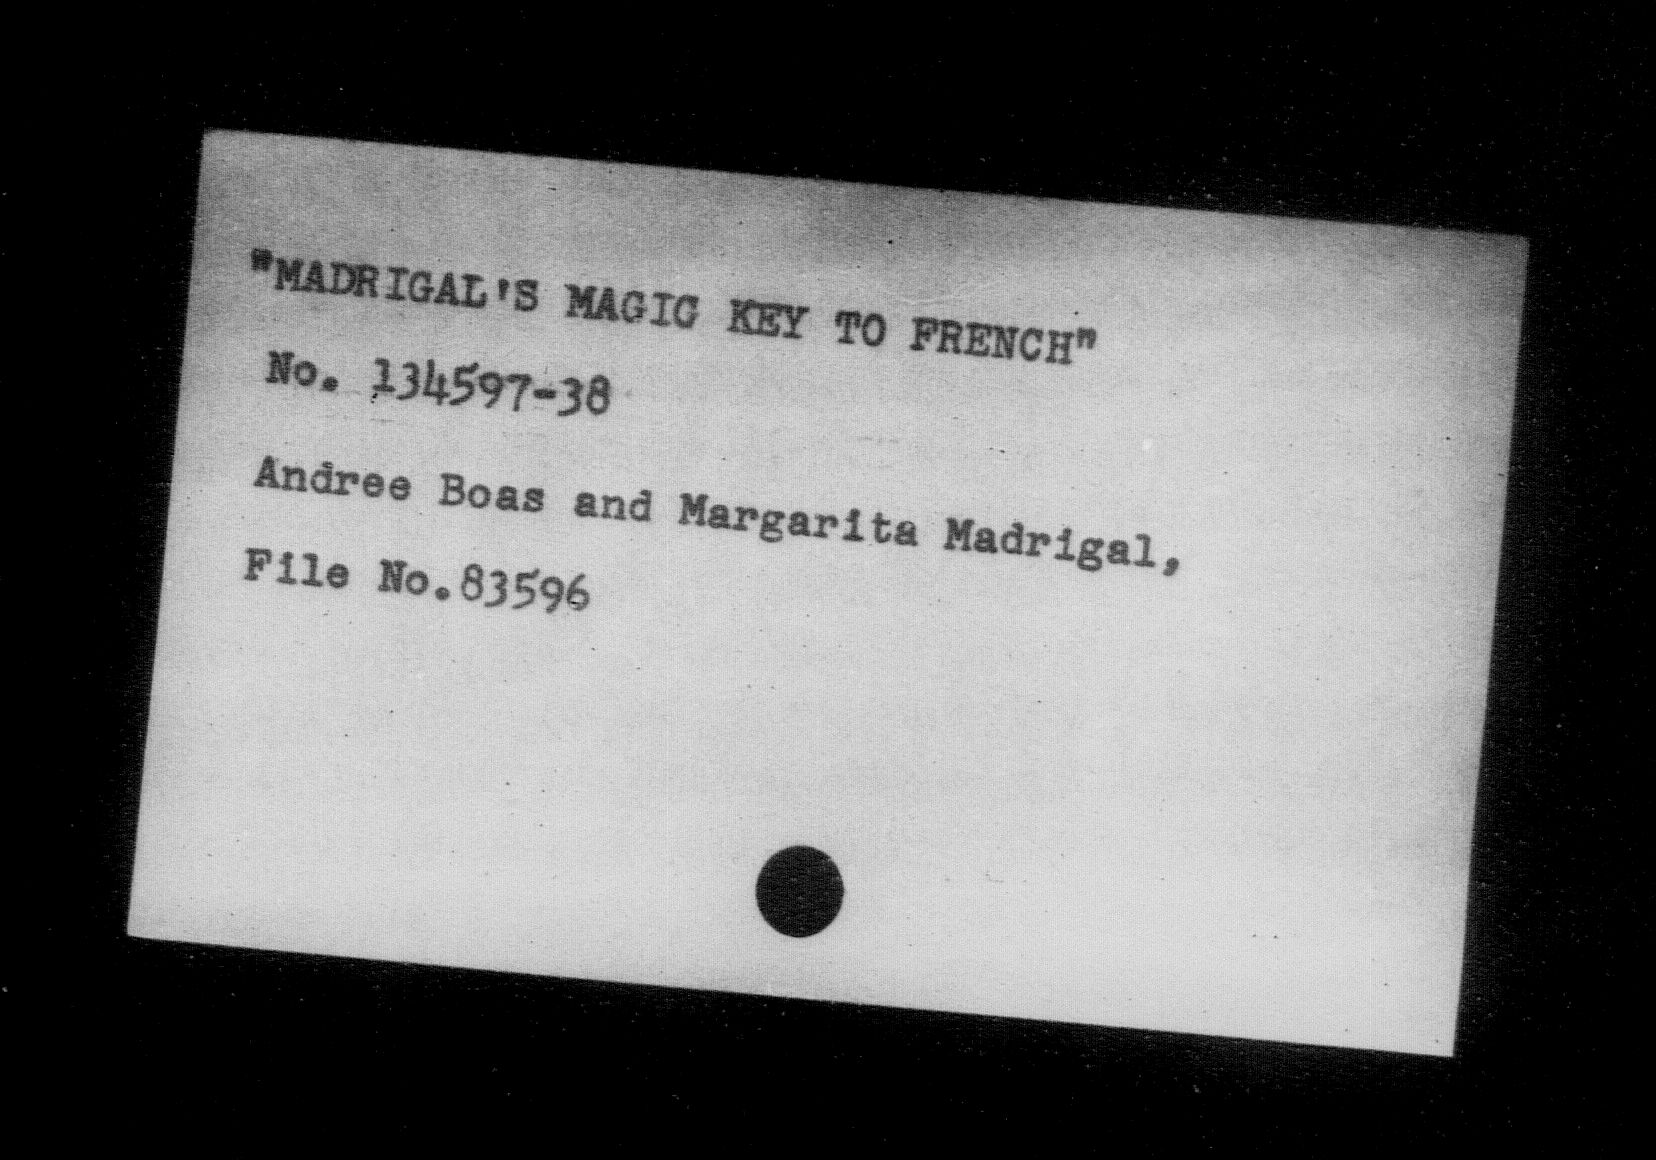 "MADRIGAL'S MAGIC KEY TO FRENCH"
No. 134597-38
Andree Boas and Margarita Madrigal,
File No.83596